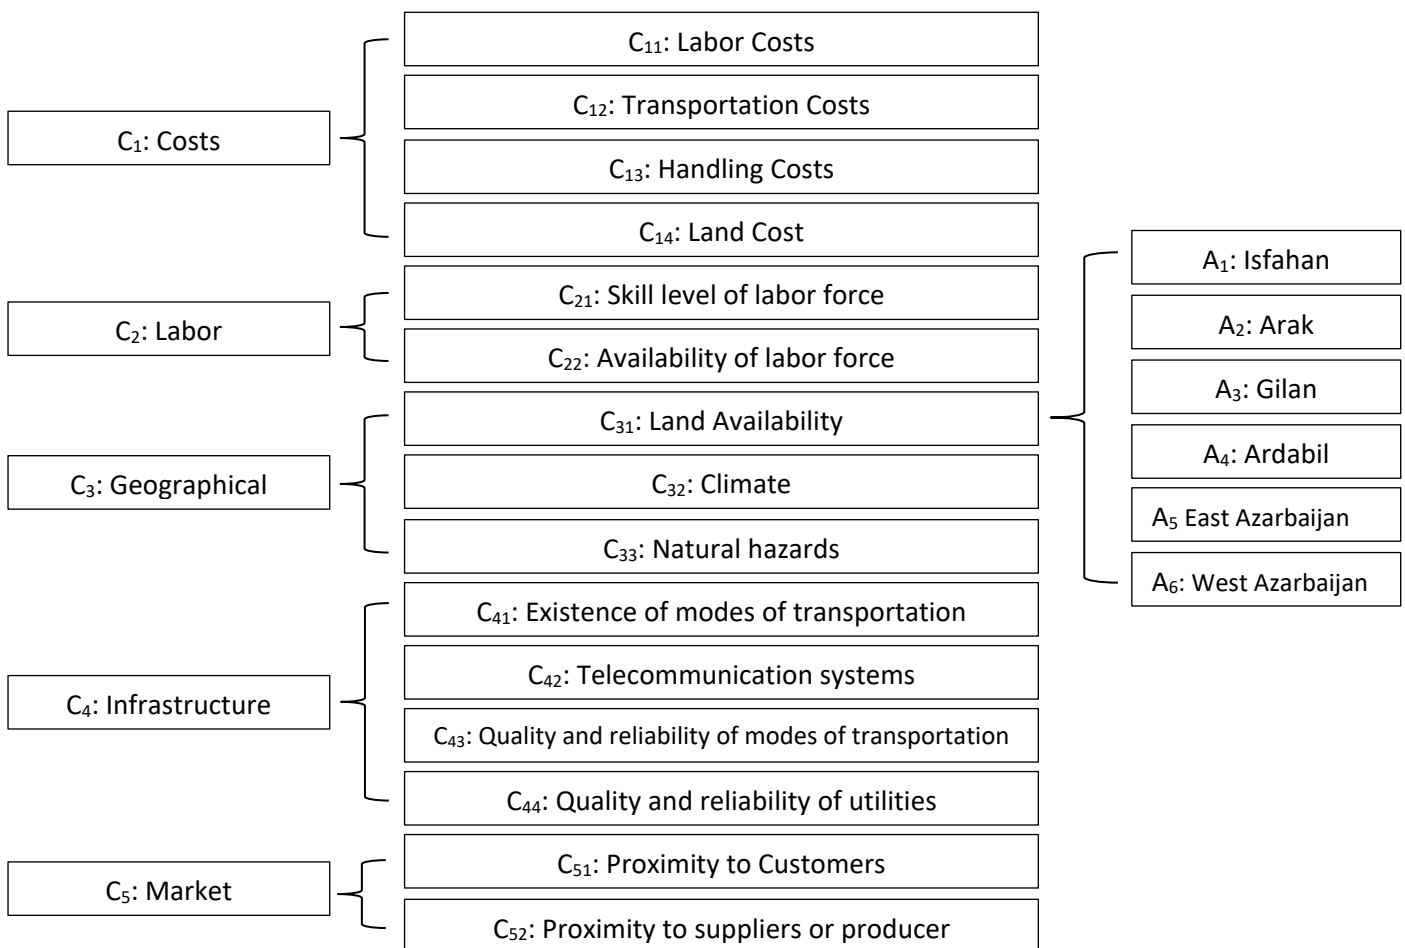 C₁: Costs
C₂: Labor
C₃: Geographical
C₄: Infrastructure
C₅: Market
C₁₁: Labor Costs
C₁₂: Transportation Costs
C₁₃: Handling Costs
C₁₄: Land Cost
C₂₁: Skill level of labor force
C₂₂: Availability of labor force
C₃₁: Land Availability
C₃₂: Climate
C₃₃: Natural hazards
C₄₁: Existence of modes of transportation
C₄₂: Telecommunication systems
C₄₃: Quality and reliability of modes of transportation
C₄₄: Quality and reliability of utilities
C₅₁: Proximity to Customers
C₅₂: Proximity to suppliers or producer
A₁: Isfahan
A₂: Arak
A₃: Gilan
A₄: Ardabil
A₅ East Azarbaijan
A₆: West Azarbaijan